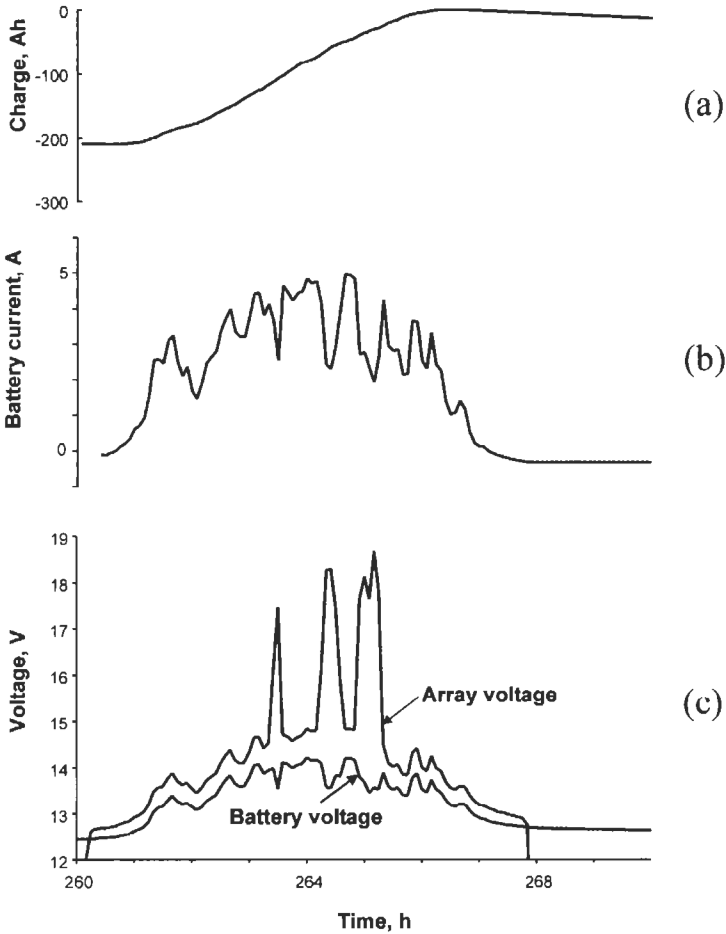 0
-100
-200
-300
Charge, Ah
(a)
5
0
Battery current, A
(b)
19
18
17
16
15
14
13
12
Voltage, V
Array voltage
Battery voltage
(c)
260
264
268
Time, h